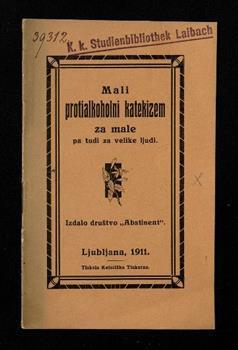 39312.
K. k. Studienbibliothek Laibach
Mali
protialkoholni katekizem
za male
pa tudi za velike ljudi.
Izdalo društvo „Abstinent“.
Ljubljana, 1911.
Tiskala Katoliška Tiskarna.